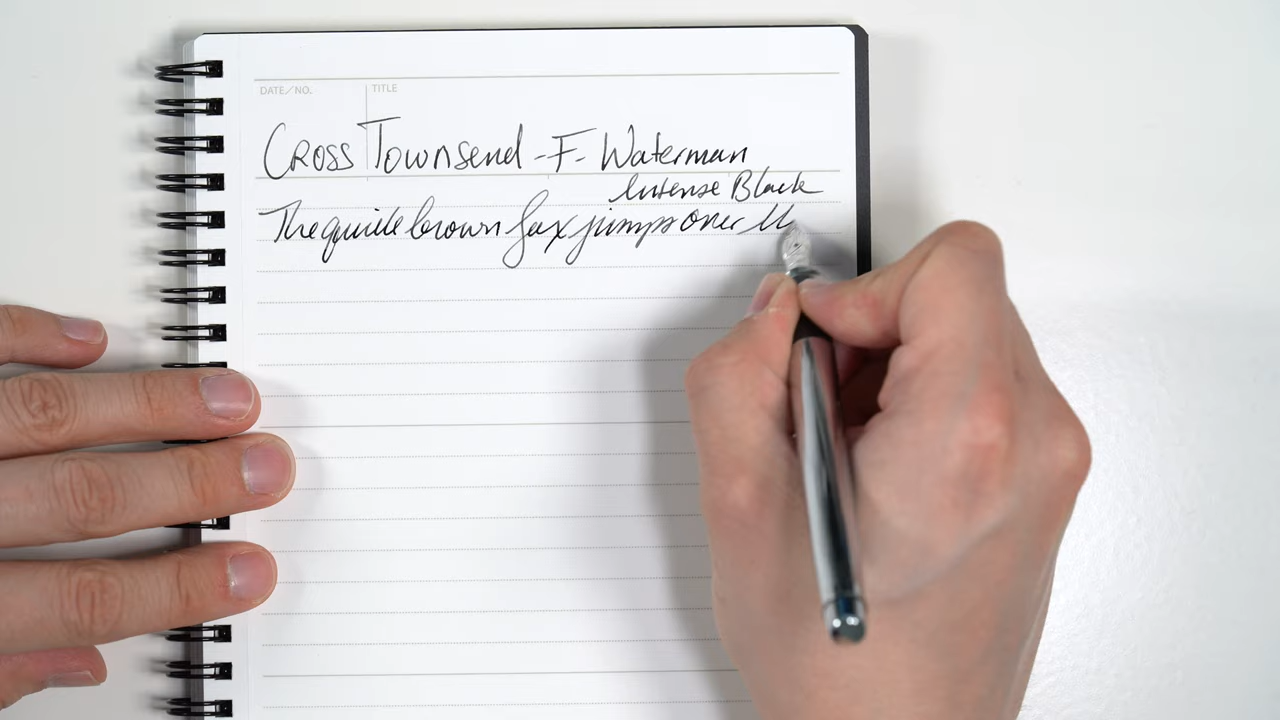 DATE/NO. TITLE
Cross Townsend - F - Waterman
Intense Black
The quick brown fox jumps over